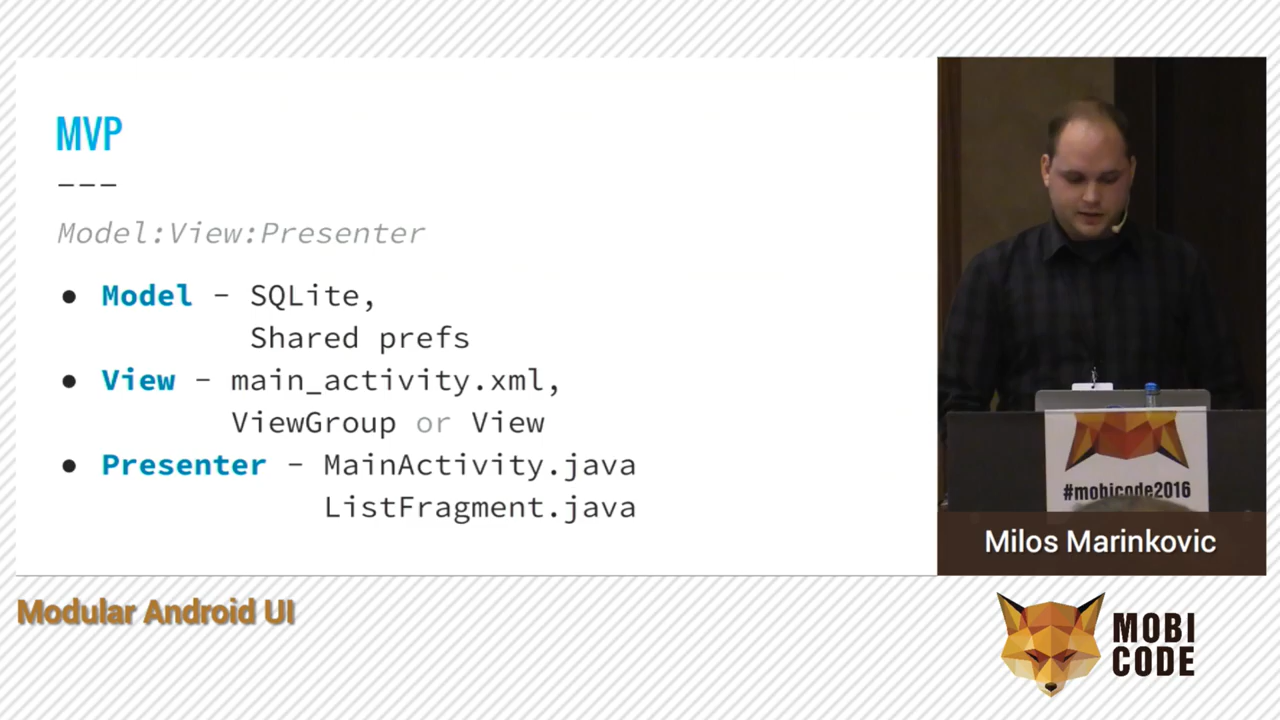 MVP
---
Model:View:Presenter
● Model - SQLite,
Shared prefs
● View - main_activity.xml,
ViewGroup or View
● Presenter - MainActivity.java
ListFragment.java
#mobicode2016
Milos Marinkovic
Modular Android UI
MOBI
CODE